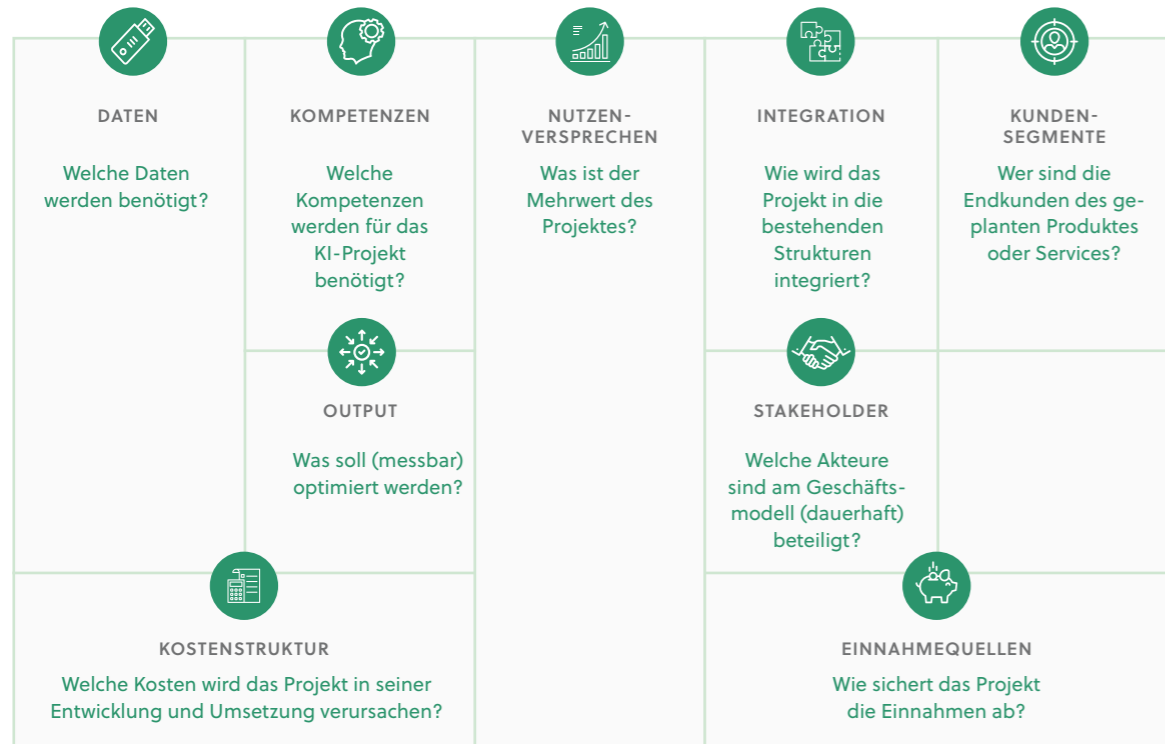 DATEN
Welche Daten
werden benötigt?
KOMPETENZEN
Welche
Kompetenzen
werden für das
KI-Projekt
benötigt?
OUTPUT
Was soll (messbar)
optimiert werden?
NUTZEN-
VERSPRECHEN
Was ist der
Mehrwert des
Projektes?
INTEGRATION
Wie wird das
Projekt in die
bestehenden
Strukturen
integriert?
STAKEHOLDER
Welche Akteure
sind am Geschäfts-
modell (dauerhaft)
beteiligt?
KUNDEN-
SEGMENTE
Wer sind die
Endkunden des ge-
planten Produktes
oder Services?
KOSTENSTRUKTUR
Welche Kosten wird das Projekt in seiner
Entwicklung und Umsetzung verursachen?
EINNAHMEQUELLEN
Wie sichert das Projekt
die Einnahmen ab?